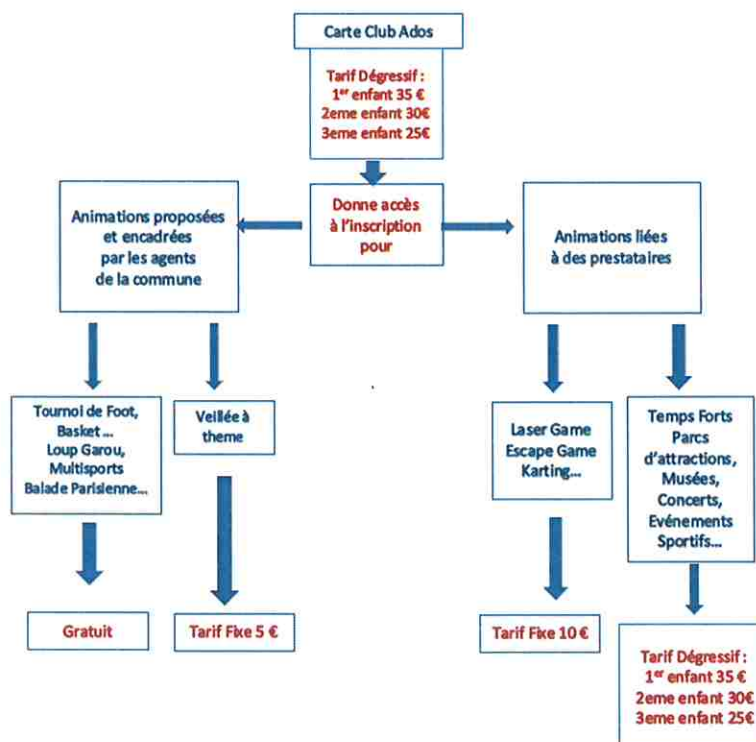 Carte Club Ados
Tarif Dégressif :
1er enfant 35 €
2eme enfant 30€
3eme enfant 25€
Donne accès
à l'inscription
pour
Animations proposées
et encadrées
par les agents
de la commune
Animations liées
à des prestataires
Tournoi de Foot,
Basket ...
Loup Garou,
Multisports
Balade Parisienne...
Veillée à
theme
Laser Game
Escape Game
Karting...
Temps Forts
Parcs
d'attractions,
Musées,
Concerts,
Evénements
Sportifs...
Gratuit
Tarif Fixe 5 €
Tarif Fixe 10 €
Tarif Dégressif :
1er enfant 35 €
2eme enfant 30€
3eme enfant 25€